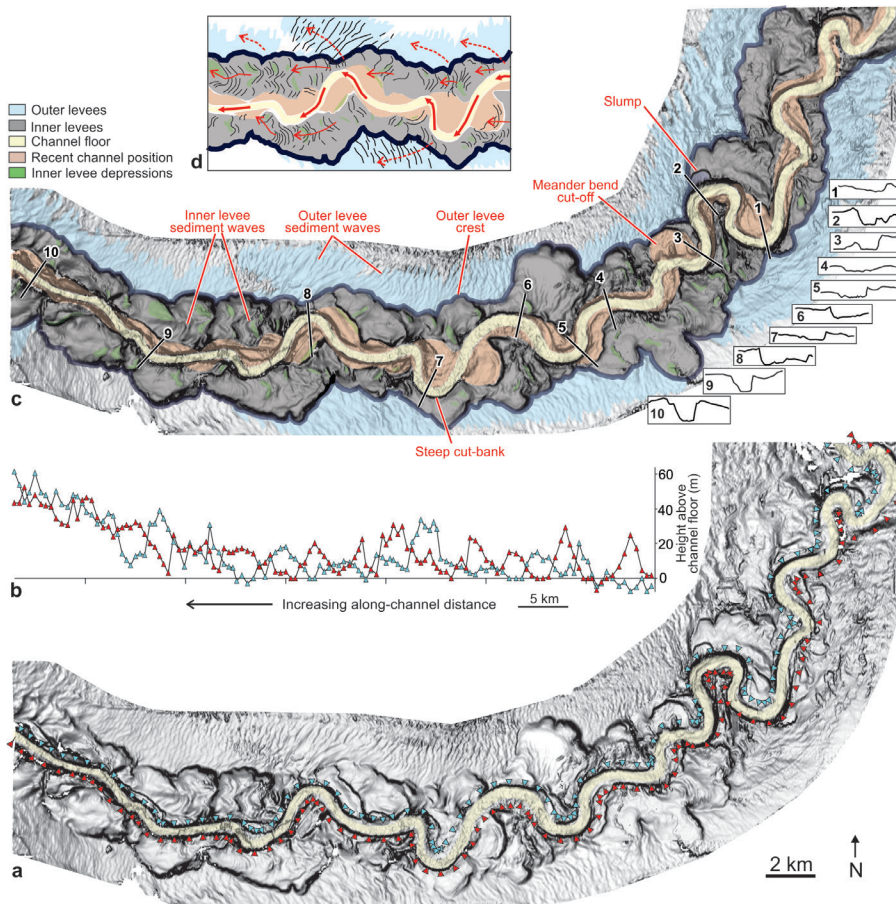 Outer levees
Inner levees
Channel floor
Recent channel position
Inner levee depressions
d
Slump
2
Meander bend
cut-off
1
3
Inner levee
sediment waves
Outer levee
sediment waves
Outer levee
crest
10
9
8
7
6
5
4
Steep cut-bank
c
1
2
3
4
5
6
7
8
9
10
60
40
20
0
Height above
channel floor (m)
b
Increasing along-channel distance
5 km
a
2 km
N